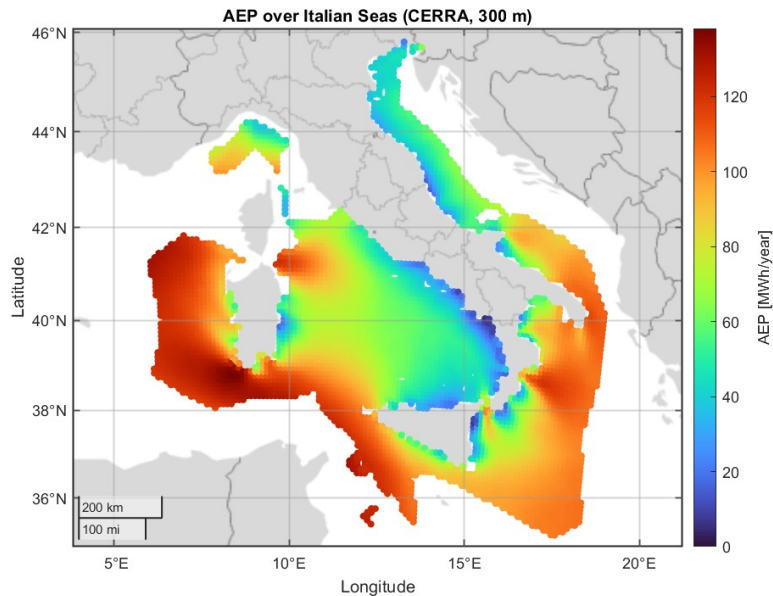 AEP over Italian Seas (CERRA, 300 m)
46°N
44°N
42°N
40°N
38°N
36°N
Latitude
200 km
100 mi
5°E
10°E
15°E
20°E
Longitude
120
100
80
60
40
20
0
AEP [MWh/year]